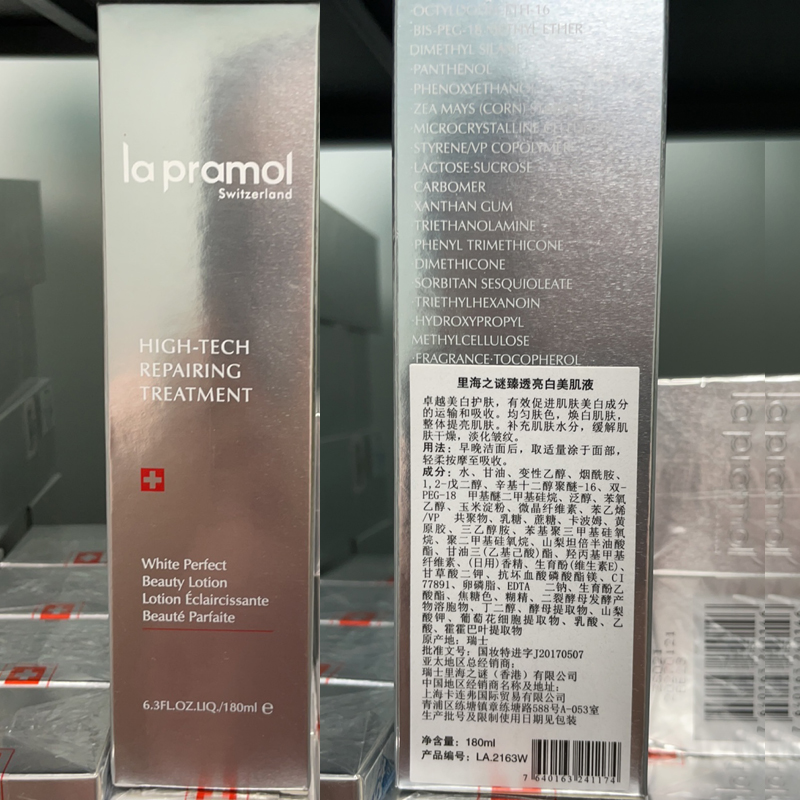 la pramol
Switzerland
HIGH-TECH
REPAIRING
TREATMENT
White Perfect
Beauty Lotion
Lotion Éclaircissante
Beauté Parfaite
6.3FL.OZ.LIQ./180ml e
BIS-PEG-18 METHYL ETHER
DIMETHYL SILANE
·PANTHENOL
PHENOXYETHANOL
ZEA MAYS (CORN)
MICROCRYSTALLINE
STYRENE/VP COPOLYMER
·LACTOSE·SUCROSE
CARBOMER
XANTHAN GUM
TRIETHANOLAMINE
PHENYL TRIMETHICONE
·DIMETHICONE
·SORBITAN SESQUIOLEATE
·TRIETHYLHEXANOIN
·HYDROXYPROPYL
METHYLCELLULOSE
·FRAGRANCE·TOCOPHEROL
里海之谜臻透亮白美肌液
卓越美白护肤，有效促进肌肤美白成分
的运输和吸收。均匀肤色，焕白肌肤，
整体提亮肌肤。补充肌肤水分，缓解肌
肤干燥，淡化皱纹。
用法：早晚洁面后，取适量涂于面部，
轻柔按摩至吸收。
成分：水、甘油、变性乙醇、烟酰胺、
1,2-戊二醇、辛基十二醇聚醚-16、双-
PEG-18 甲基醚二甲基硅烷、泛醇、苯氧
乙醇、玉米淀粉、微晶纤维素、苯乙烯
/VP 共聚物、乳糖、蔗糖、卡波姆、黄
原胶、三乙醇胺、苯基聚三甲基硅氧
烷、聚二甲基硅氧烷、山梨坦倍半油酸
酯、甘油三(乙基己酸)酯、羟丙基甲基
纤维素、(日用)香精、生育酚(维生素E)、
甘草酸二钾、抗坏血酸磷酸酯镁、CI
77891、卵磷脂、EDTA 二钠、生育酚乙
酸酯、焦糖色、糊精、二裂酵母发酵产
物溶胞物、丁二醇、酵母提取物、山梨
酸钾、葡萄花细胞提取物、乳酸、乙
醇、霍霍巴叶提取物
原产地：瑞士
批准文号：国妆特进字J20170507
亚太地区总经销商：
瑞士里海之谜（香港）有限公司
中国地区经销商名称及地址：
上海卡连弗国际贸易有限公司
青浦区练塘镇章练塘路588号A-053室
生产批号及限制使用日期见包装
净含量：180ml
产品编号：LA.2163W
7 640163 241174